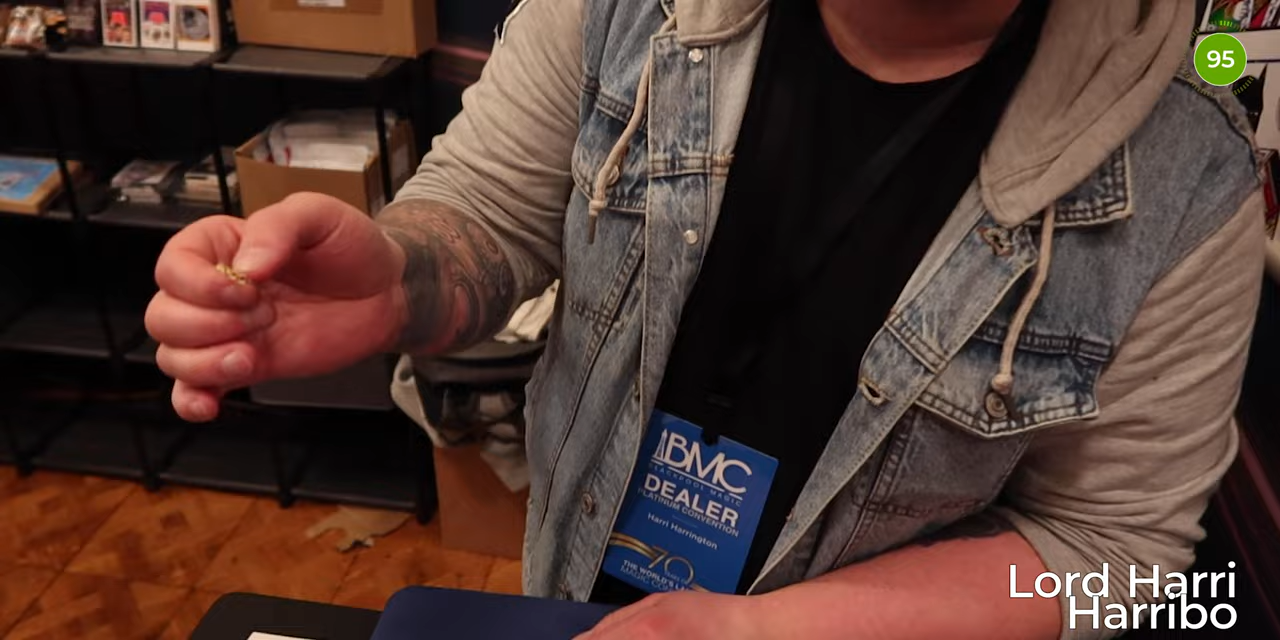 95
BMC
BLACKPOOL MAGIC
DEALER
PLATINUM CONVENTION
Harri Harrington
70
THE WORLD'S
MAGIC
Lord Harri
Harribo